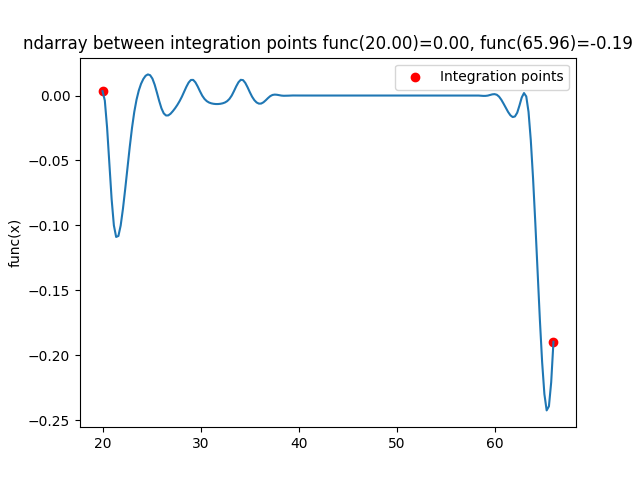 ndarray between integration points func(20.00)=0.00, func(65.96)=-0.19
Integration points
func(x)
0.00
−0.05
−0.10
−0.15
−0.20
−0.25
20 30 40 50 60